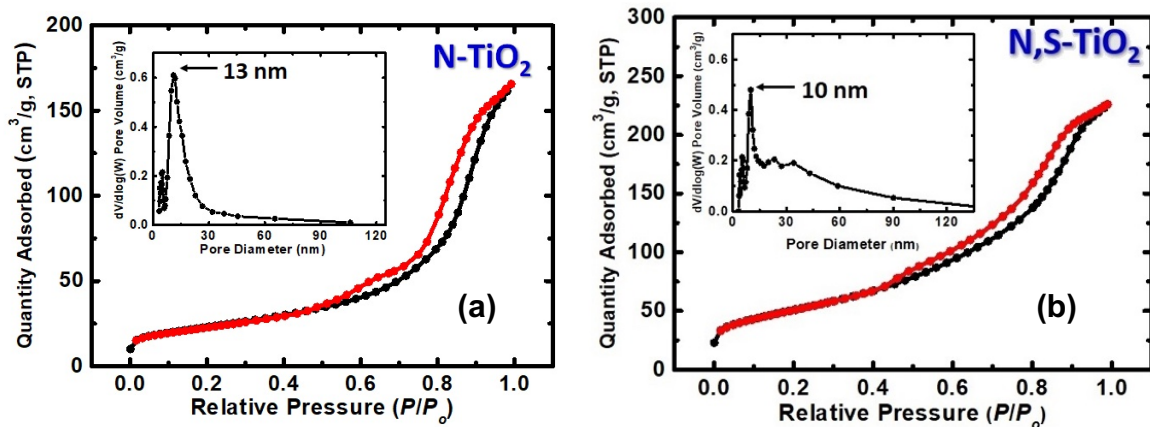 N-TiO₂
Quantity Adsorbed (cm³/g, STP)
200
150
100
50
0
0.0 0.2 0.4 0.6 0.8 1.0
Relative Pressure (P/Pₒ)
(a)
dV/dlog(W) Pore Volume (cm³/g)
0.6
0.4
0.2
0.0
0 30 60 90 120
Pore Diameter (nm)
13 nm
N,S-TiO₂
Quantity Adsorbed (cm³/g, STP)
300
250
200
150
100
50
0
0.0 0.2 0.4 0.6 0.8 1.0
Relative Pressure (P/Pₒ)
(b)
dV/dlog(W) Pore Volume (cm³/g)
0.6
0.4
0.2
0.0
0 30 60 90 120
Pore Diameter (nm)
10 nm